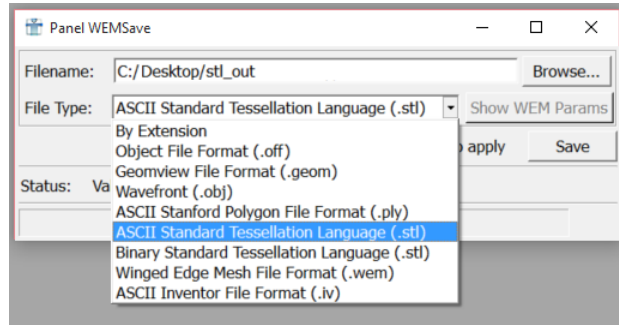 Panel WEMSave
Filename: C:/Desktop/stl_out Browse...
File Type: ASCII Standard Tessellation Language (.stl) Show WEM Params
By Extension
Object File Format (.off)
apply Save
Geomview File Format (.geom)
Status: Va
Wavefront (.obj)
ASCII Stanford Polygon File Format (.ply)
ASCII Standard Tessellation Language (.stl)
Binary Standard Tessellation Language (.stl)
Winged Edge Mesh File Format (.wem)
ASCII Inventor File Format (.iv)